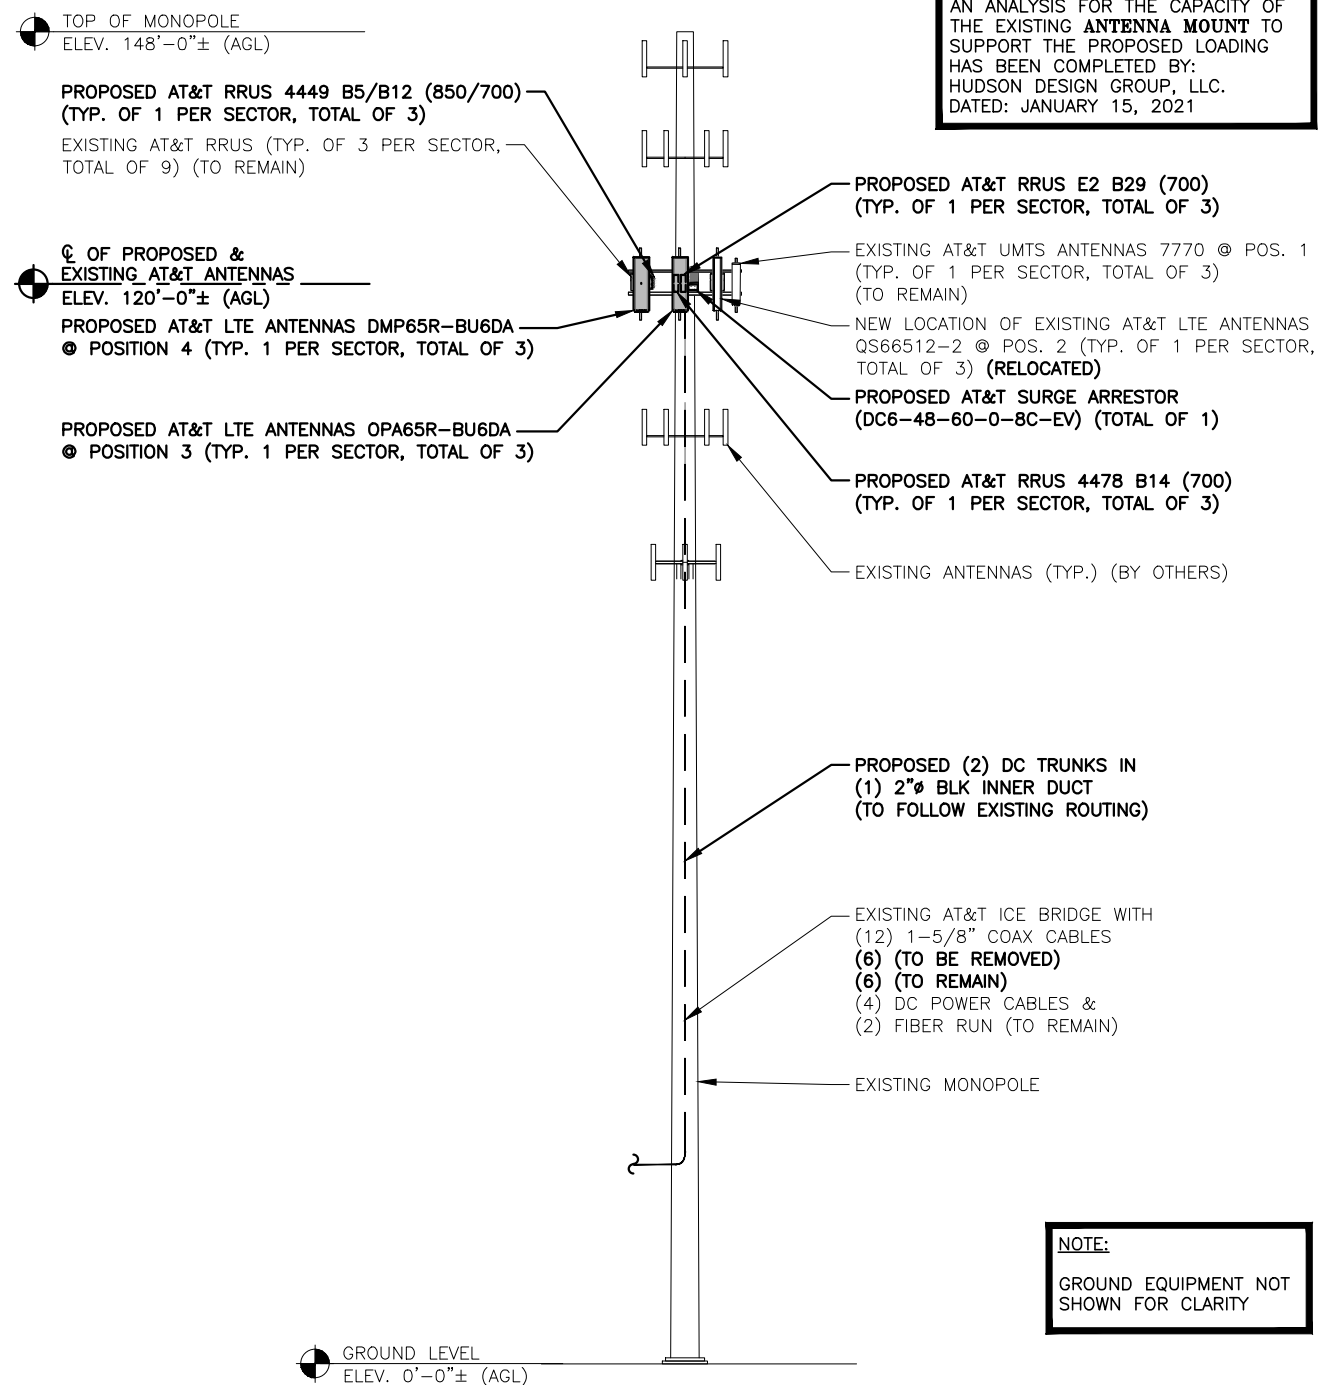 TOP OF MONOPOLE
ELEV. 148'-0"± (AGL)
PROPOSED AT&T RRUS 4449 B5/B12 (850/700)
(TYP. OF 1 PER SECTOR, TOTAL OF 3)
EXISTING AT&T RRUS (TYP. OF 3 PER SECTOR,
TOTAL OF 9) (TO REMAIN)
℄ OF PROPOSED &
EXISTING AT&T ANTENNAS
ELEV. 120'-0"± (AGL)
PROPOSED AT&T LTE ANTENNAS DMP65R-BU6DA
@ POSITION 4 (TYP. 1 PER SECTOR, TOTAL OF 3)
PROPOSED AT&T LTE ANTENNAS OPA65R-BU6DA
@ POSITION 3 (TYP. 1 PER SECTOR, TOTAL OF 3)
AN ANALYSIS FOR THE CAPACITY OF
THE EXISTING ANTENNA MOUNT TO
SUPPORT THE PROPOSED LOADING
HAS BEEN COMPLETED BY:
HUDSON DESIGN GROUP, LLC.
DATED: JANUARY 15, 2021
PROPOSED AT&T RRUS E2 B29 (700)
(TYP. OF 1 PER SECTOR, TOTAL OF 3)
EXISTING AT&T UMTS ANTENNAS 7770 @ POS. 1
(TYP. OF 1 PER SECTOR, TOTAL OF 3)
(TO REMAIN)
NEW LOCATION OF EXISTING AT&T LTE ANTENNAS
QS66512-2 @ POS. 2 (TYP. OF 1 PER SECTOR,
TOTAL OF 3) (RELOCATED)
PROPOSED AT&T SURGE ARRESTOR
(DC6-48-60-0-8C-EV) (TOTAL OF 1)
PROPOSED AT&T RRUS 4478 B14 (700)
(TYP. OF 1 PER SECTOR, TOTAL OF 3)
EXISTING ANTENNAS (TYP.) (BY OTHERS)
PROPOSED (2) DC TRUNKS IN
(1) 2"ø BLK INNER DUCT
(TO FOLLOW EXISTING ROUTING)
EXISTING AT&T ICE BRIDGE WITH
(12) 1-5/8" COAX CABLES
(6) (TO BE REMOVED)
(6) (TO REMAIN)
(4) DC POWER CABLES &
(2) FIBER RUN (TO REMAIN)
EXISTING MONOPOLE
NOTE:
GROUND EQUIPMENT NOT
SHOWN FOR CLARITY
GROUND LEVEL
ELEV. 0'-0"± (AGL)